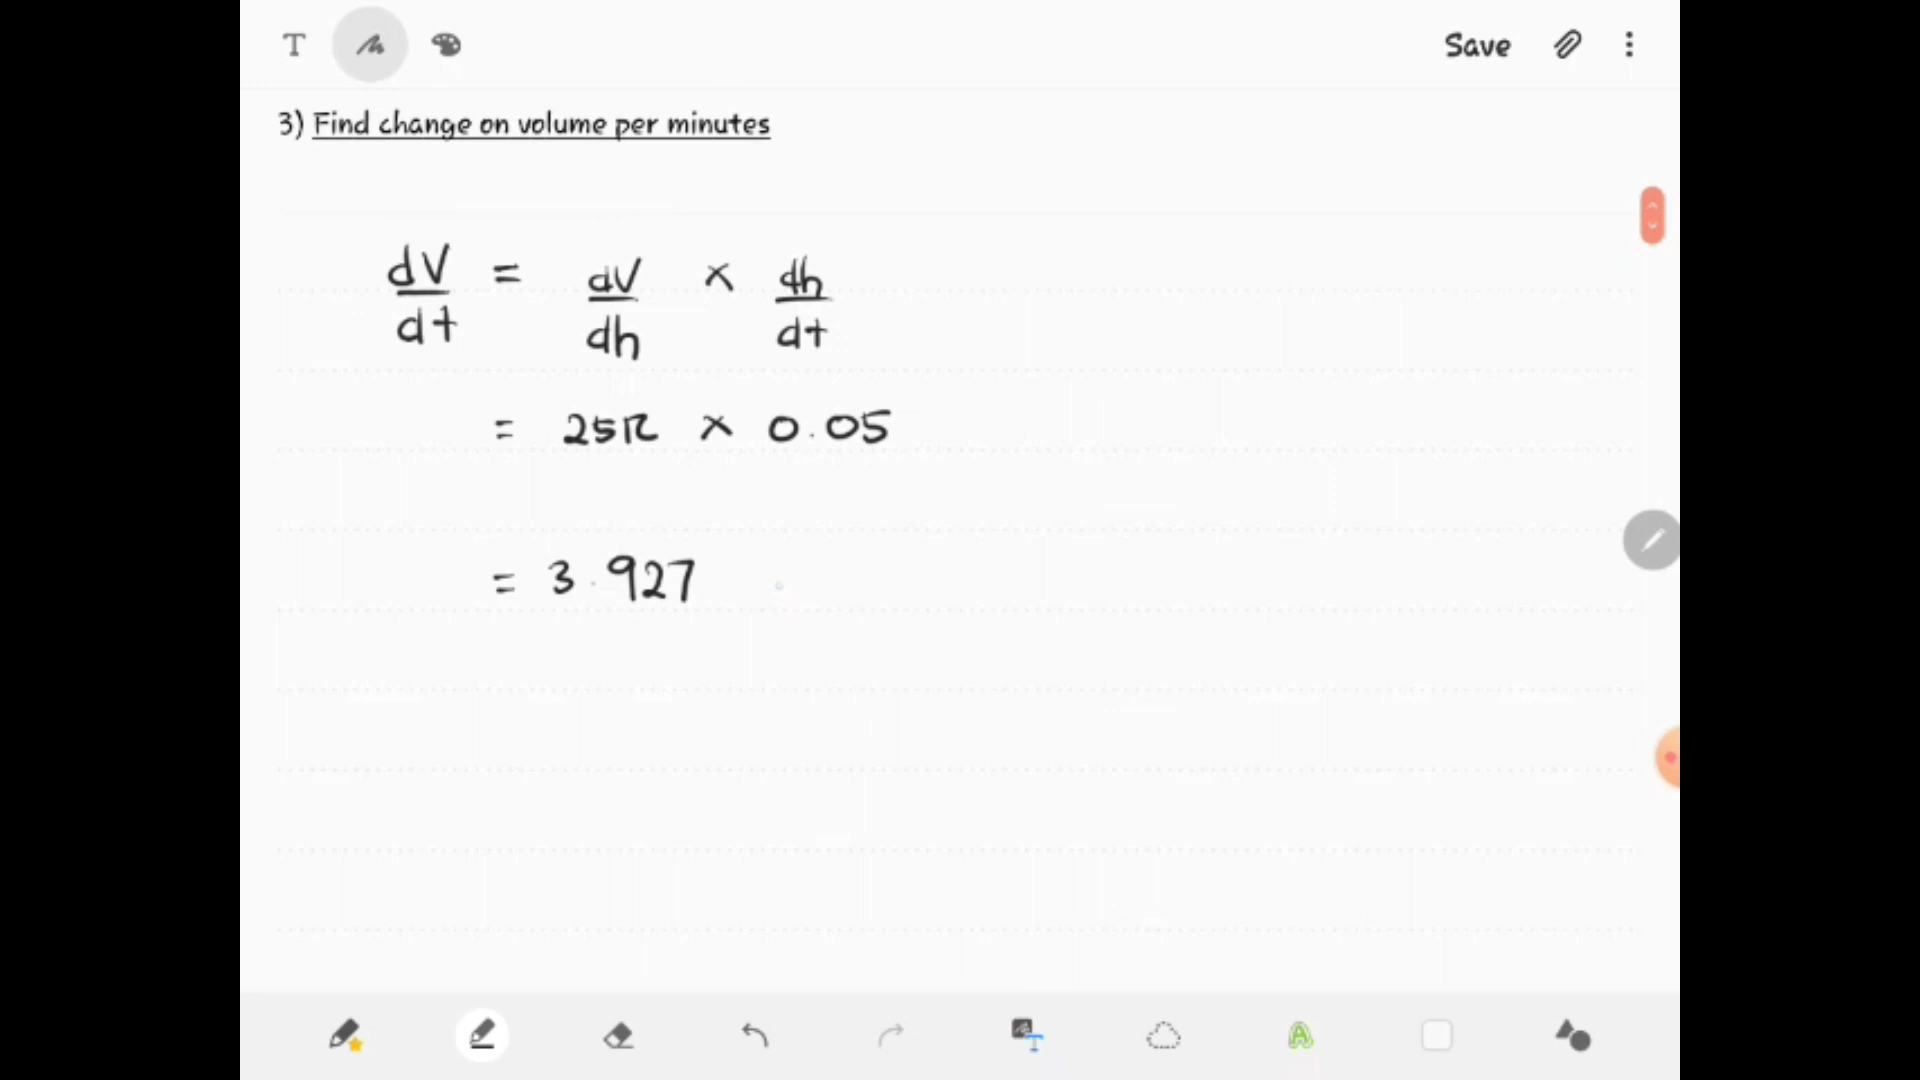 T
Save
3) Find change on volume per minutes
dV/dt = dV/dh × dh/dt
= 25π × 0.05
= 3.927
A